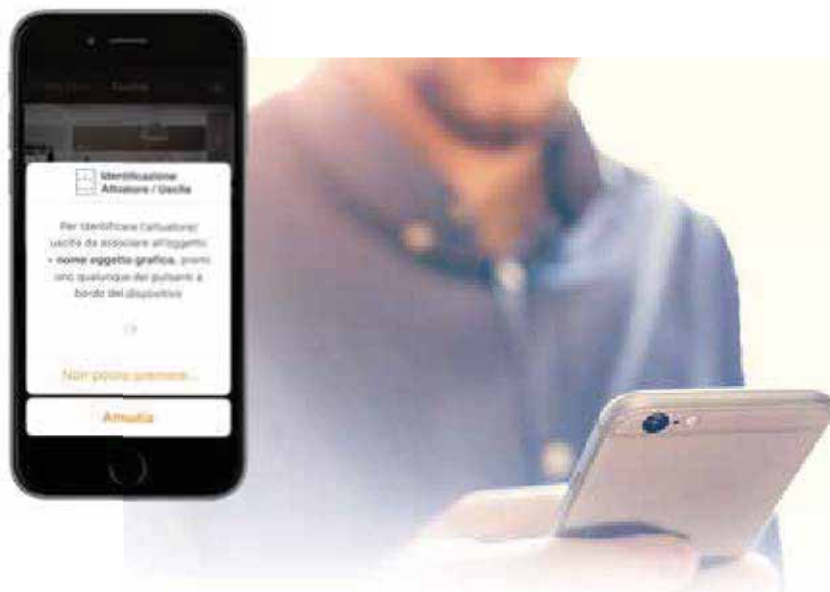 Identificazione
Attuatore / Uscita
Per identificare l'attuatore/
uscita da associare all'oggetto
+ nome oggetto grafica, premi
uno qualunque dei pulsanti a
bordo del dispositivo
Non posso premere...
Annulla